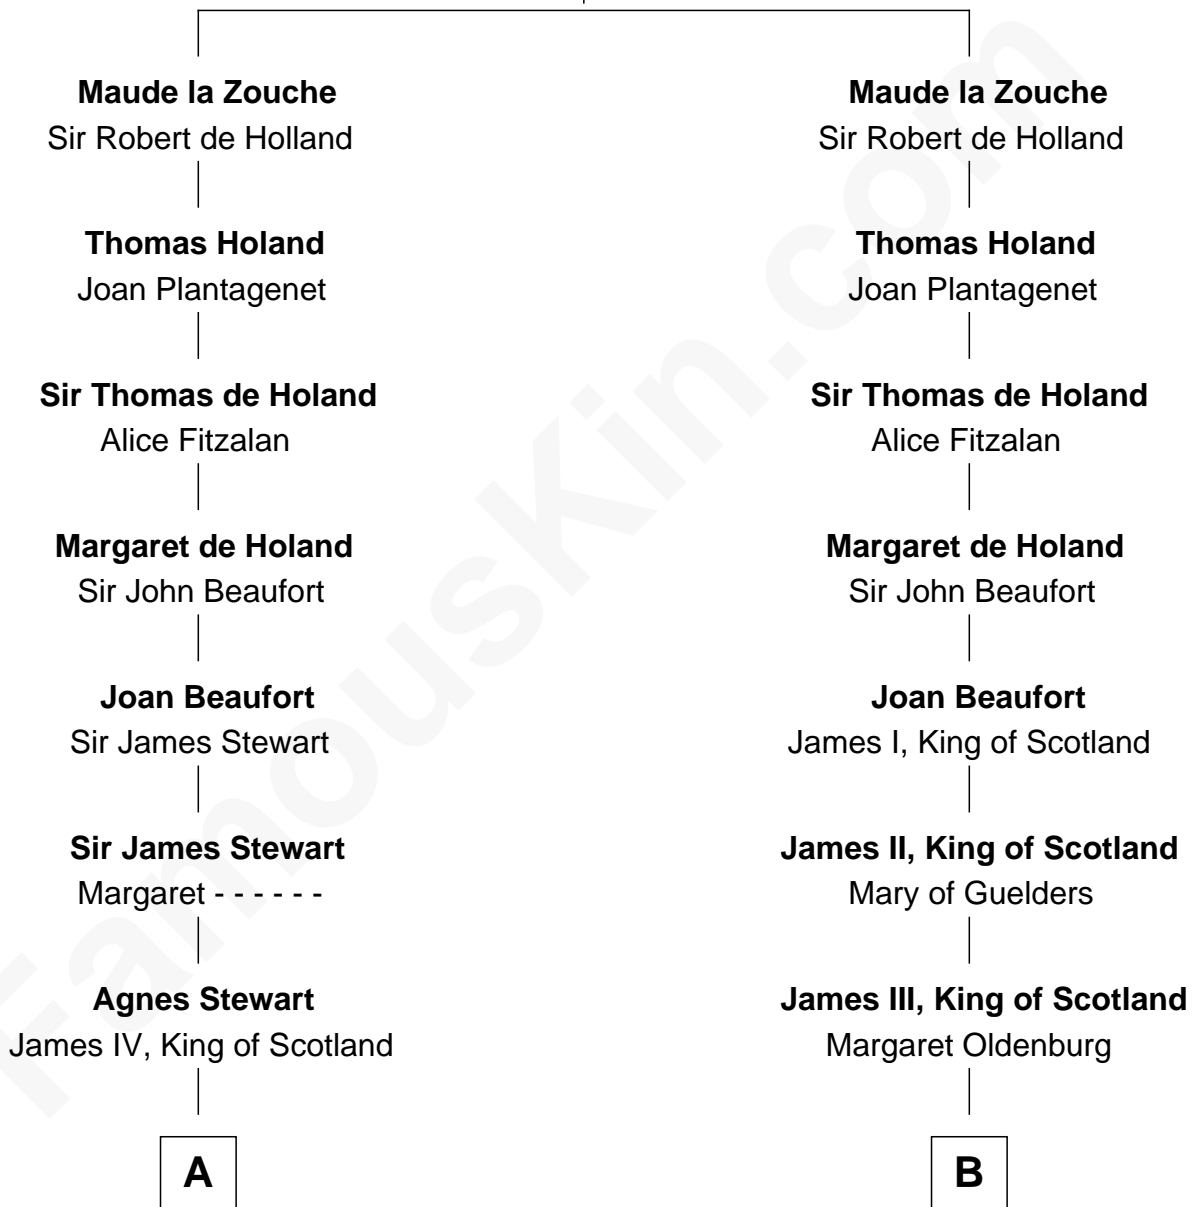 Maude la Zouche
Sir Robert de Holland
Thomas Holand
Joan Plantagenet
Sir Thomas de Holand
Alice Fitzalan
Margaret de Holand
Sir John Beaufort
Joan Beaufort
Sir James Stewart
Sir James Stewart
Margaret - - - - - -
Agnes Stewart
James IV, King of Scotland
A
Maude la Zouche
Sir Robert de Holland
Thomas Holand
Joan Plantagenet
Sir Thomas de Holand
Alice Fitzalan
Margaret de Holand
Sir John Beaufort
Joan Beaufort
James I, King of Scotland
James II, King of Scotland
Mary of Guelders
James III, King of Scotland
Margaret Oldenburg
B
FamousKin.com